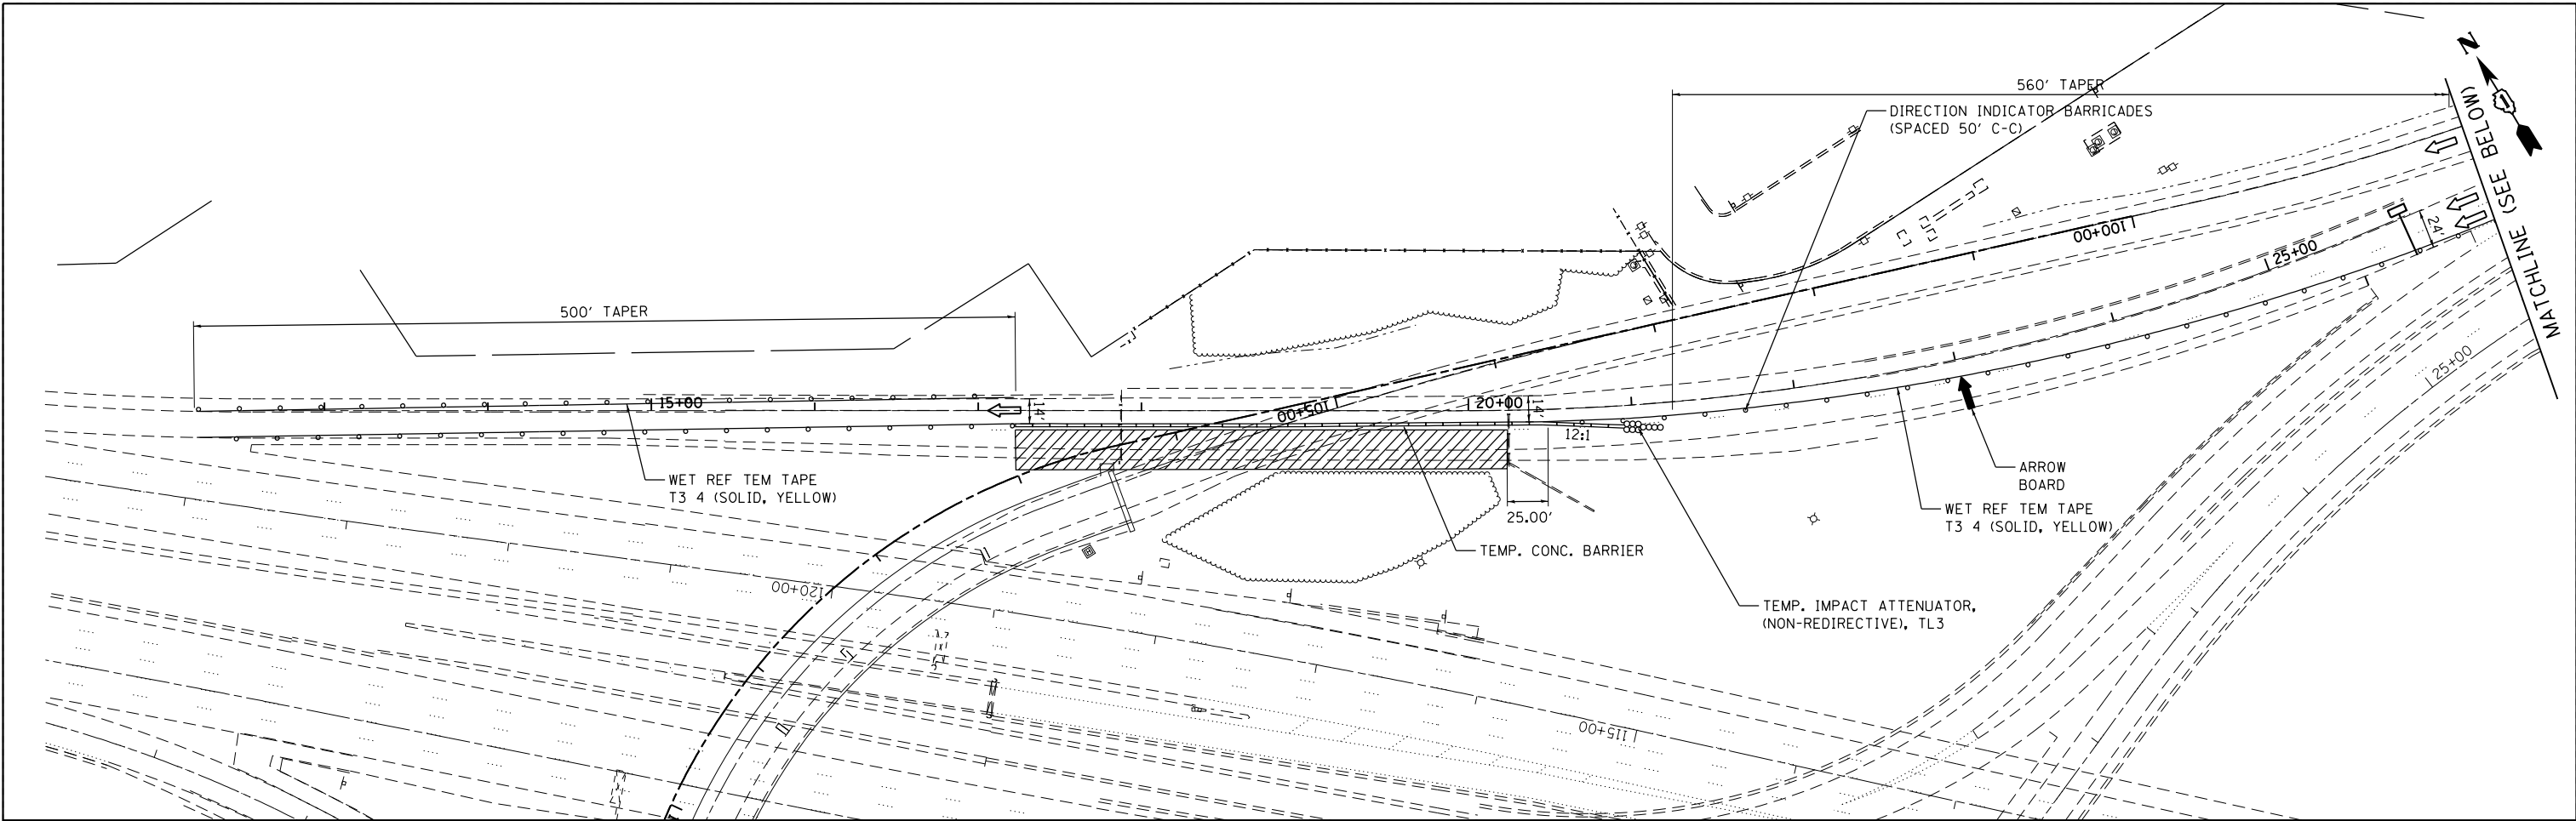 N
560' TAPER
DIRECTION INDICATOR BARRICADES
(SPACED 50' C-C)
MATCHLINE (SEE BELOW)
100+00
24'
25+00
500' TAPER
15+00
14'
105+00
20+00
14'
12:1
25+00
WET REF TEM TAPE
T3 4 (SOLID, YELLOW)
ARROW
BOARD
WET REF TEM TAPE
T3 4 (SOLID, YELLOW)
25.00'
TEMP. CONC. BARRIER
120+00
TEMP. IMPACT ATTENUATOR,
(NON-REDIRECTIVE), TL3
115+00